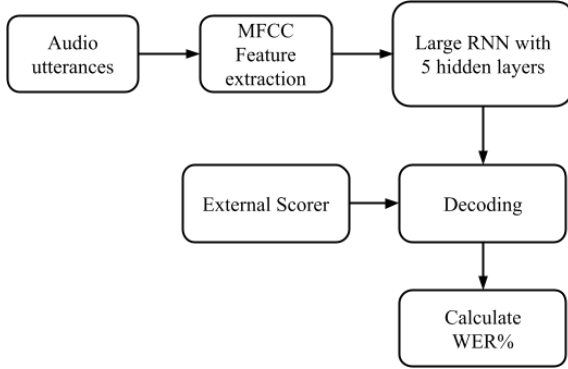 Audio
utterances
MFCC
Feature
extraction
Large RNN with
5 hidden layers
External Scorer
Decoding
Calculate
WER%